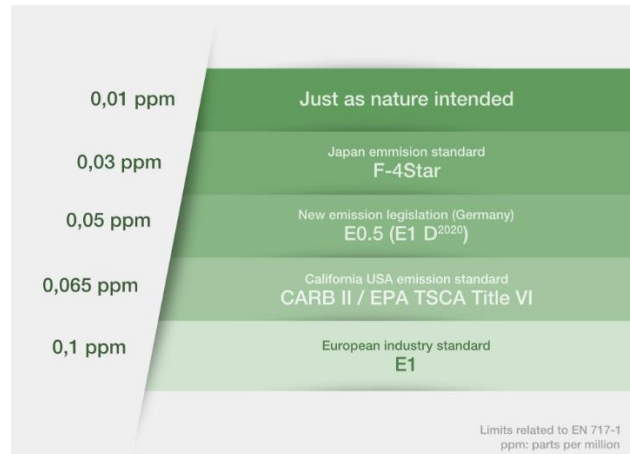 0,01 ppm
Just as nature intended
0,03 ppm
Japan emmision standard
F-4Star
0,05 ppm
New emission legislation (Germany)
E0.5 (E1 D²⁰²⁰)
0,065 ppm
California USA emission standard
CARB II / EPA TSCA Title VI
0,1 ppm
European industry standard
E1
Limits related to EN 717-1
ppm: parts per million